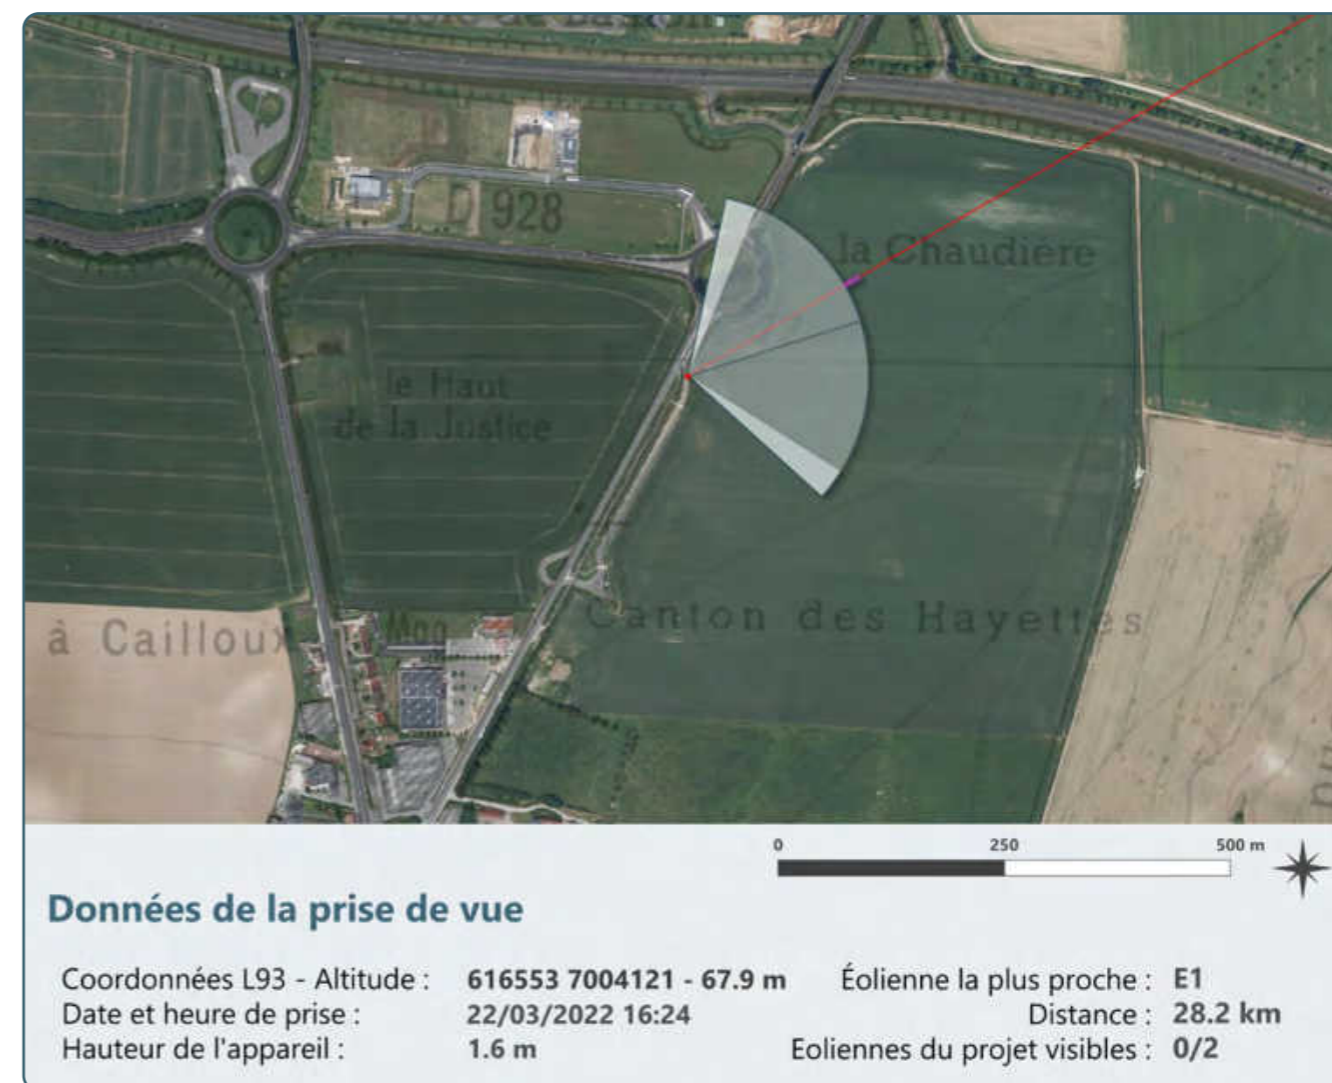 D 928
la Chaudière
le Haut
de la Justice
Canton des Hayettes
à Cailloux
0 250 500 m
Données de la prise de vue
Coordonnées L93 - Altitude : 616553 7004121 - 67.9 m
Éolienne la plus proche : E1
Date et heure de prise : 22/03/2022 16:24
Distance : 28.2 km
Hauteur de l'appareil : 1.6 m
Eoliennes du projet visibles : 0/2